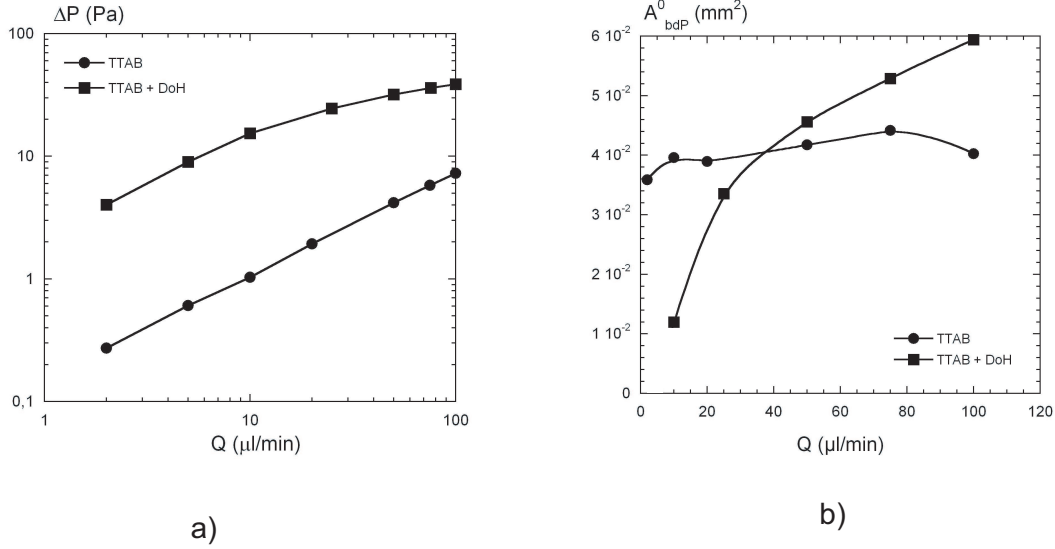 ΔP (Pa)
100
10
1
0,1
TTAB
TTAB + DoH
1 10 100
Q (μl/min)
a)
A⁰bdP (mm²)
6 10⁻²
5 10⁻²
4 10⁻²
3 10⁻²
2 10⁻²
1 10⁻²
0
TTAB
TTAB + DoH
0 20 40 60 80 100 120
Q (µl/min)
b)